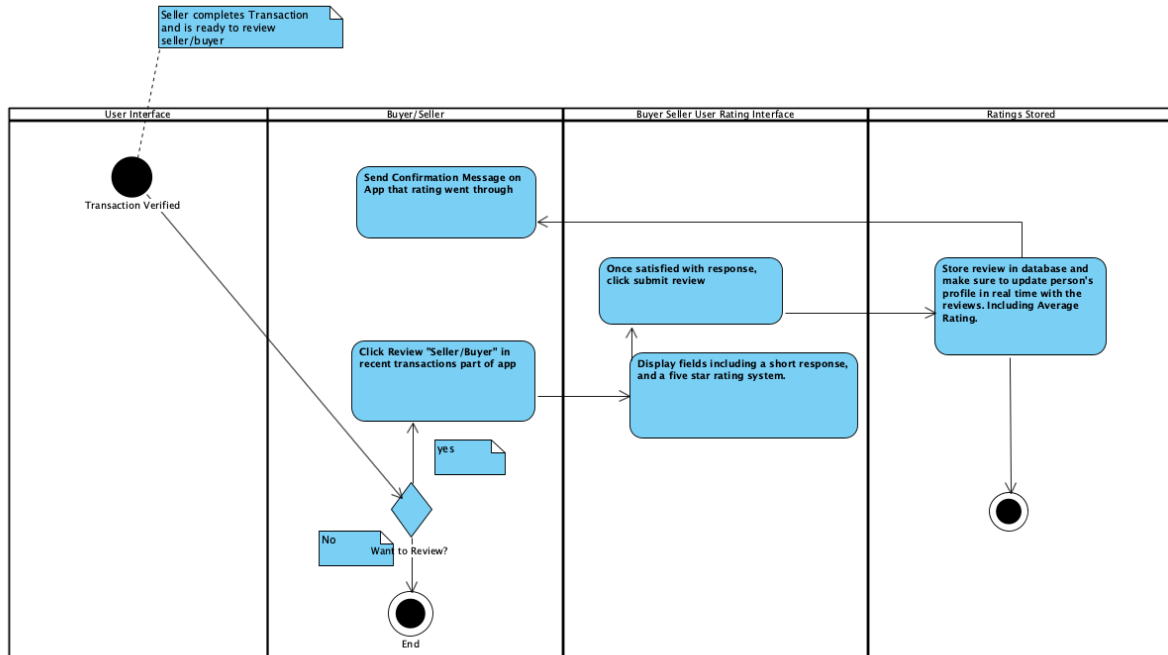 Seller completes Transaction
and is ready to review
seller/buyer
User Interface
Buyer/Seller
Buyer Seller User Rating Interface
Ratings Stored
Transaction Verified
Send Confirmation Message on
App that rating went through
Once satisfied with response,
click submit review
Store review in database and
make sure to update person's
profile in real time with the
reviews. Including Average
Rating.
Click Review "Seller/Buyer" in
recent transactions part of app
Display fields including a short response,
and a five star rating system.
yes
No
Want to Review?
End